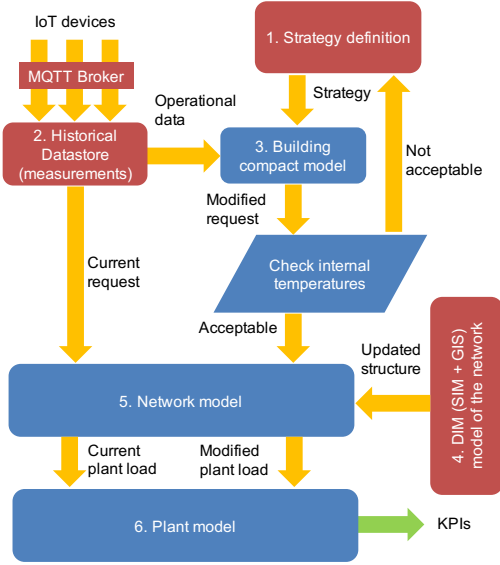 IoT devices
MQTT Broker
1. Strategy definition
Operational
data
Strategy
2. Historical
Datastore
(measurements)
3. Building
compact model
Not
acceptable
Modified
request
Current
request
Check internal
temperatures
Acceptable
Updated
structure
4. DIM (SIM + GIS)
model of the network
5. Network model
Current
plant load
Modified
plant load
6. Plant model
KPIs